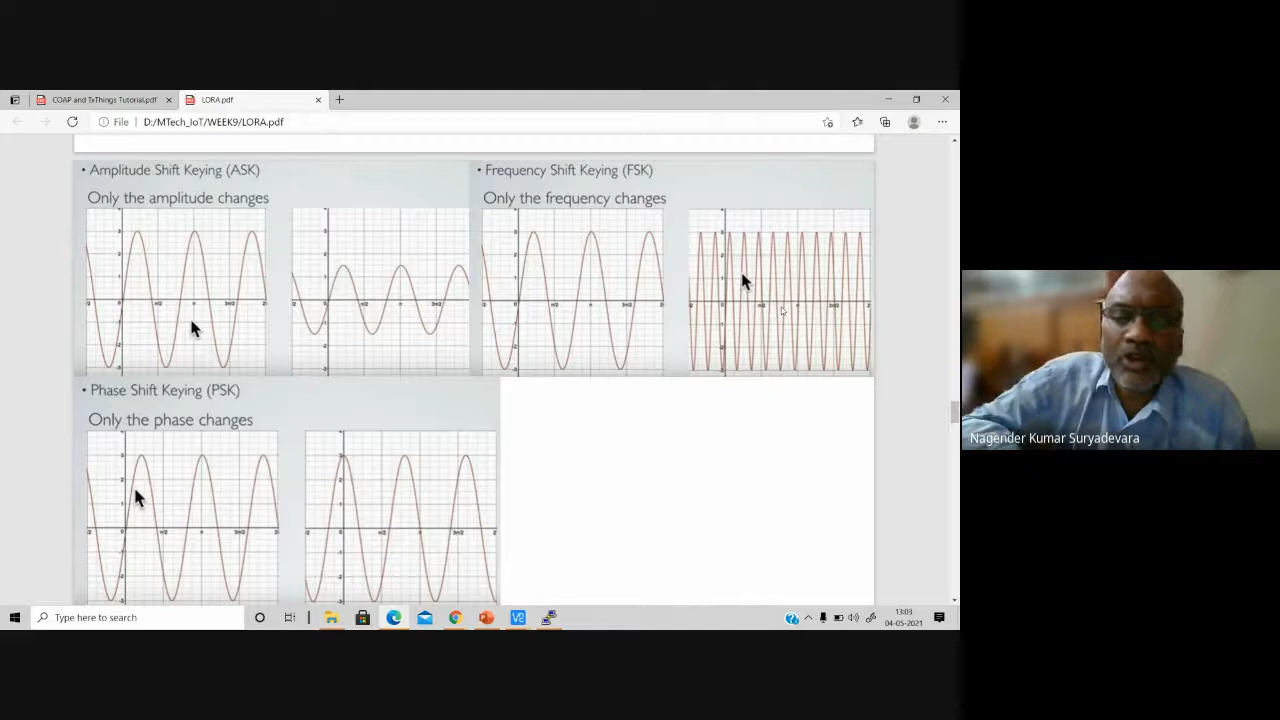 COAP and TxThings Tutorial.pdf
LORA.pdf
File
D:/MTech_IoT/WEEK9/LORA.pdf
• Amplitude Shift Keying (ASK)
Only the amplitude changes
• Frequency Shift Keying (FSK)
Only the frequency changes
• Phase Shift Keying (PSK)
Only the phase changes
Nagender Kumar Suryadevara
Type here to search
13:03
04-05-2021